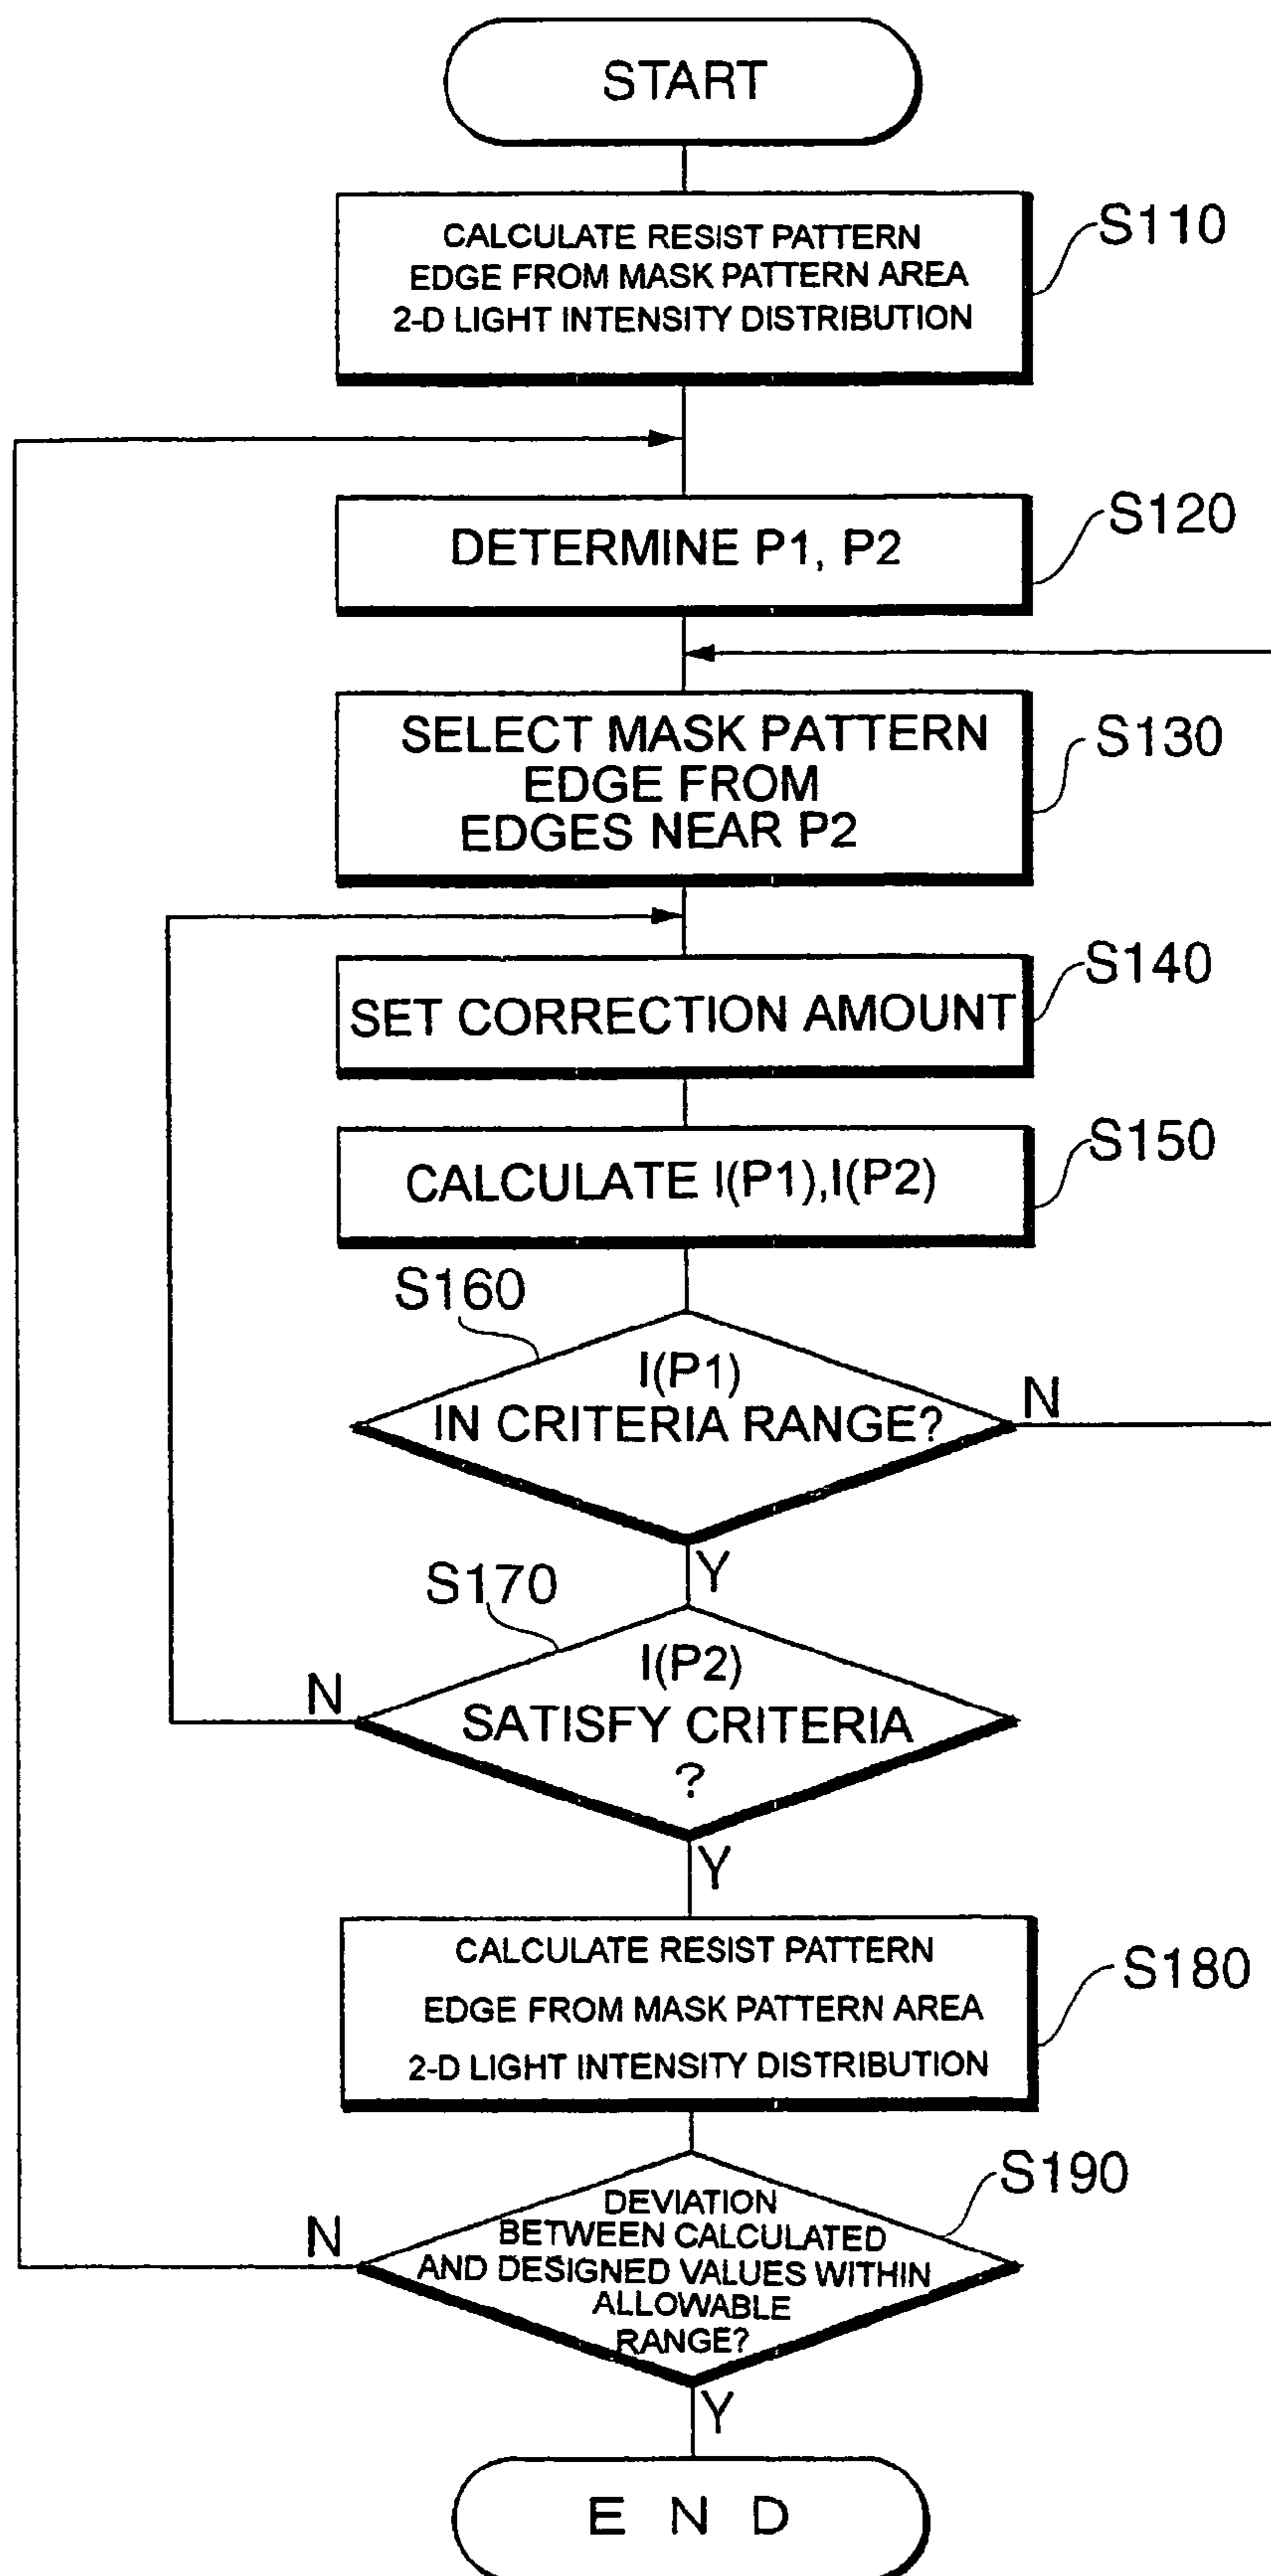 START
CALCULATE RESIST PATTERN
EDGE FROM MASK PATTERN AREA
2-D LIGHT INTENSITY DISTRIBUTION
S110
DETERMINE P1, P2
S120
SELECT MASK PATTERN
EDGE FROM
EDGES NEAR P2
S130
SET CORRECTION AMOUNT
S140
CALCULATE I(P1),I(P2)
S150
S160
I(P1)
IN CRITERIA RANGE?
N
Y
S170
I(P2)
SATISFY CRITERIA
?
N
Y
CALCULATE RESIST PATTERN
EDGE FROM MASK PATTERN AREA
2-D LIGHT INTENSITY DISTRIBUTION
S180
S190
DEVIATION
BETWEEN CALCULATED
AND DESIGNED VALUES WITHIN
ALLOWABLE
RANGE?
N
Y
E N D